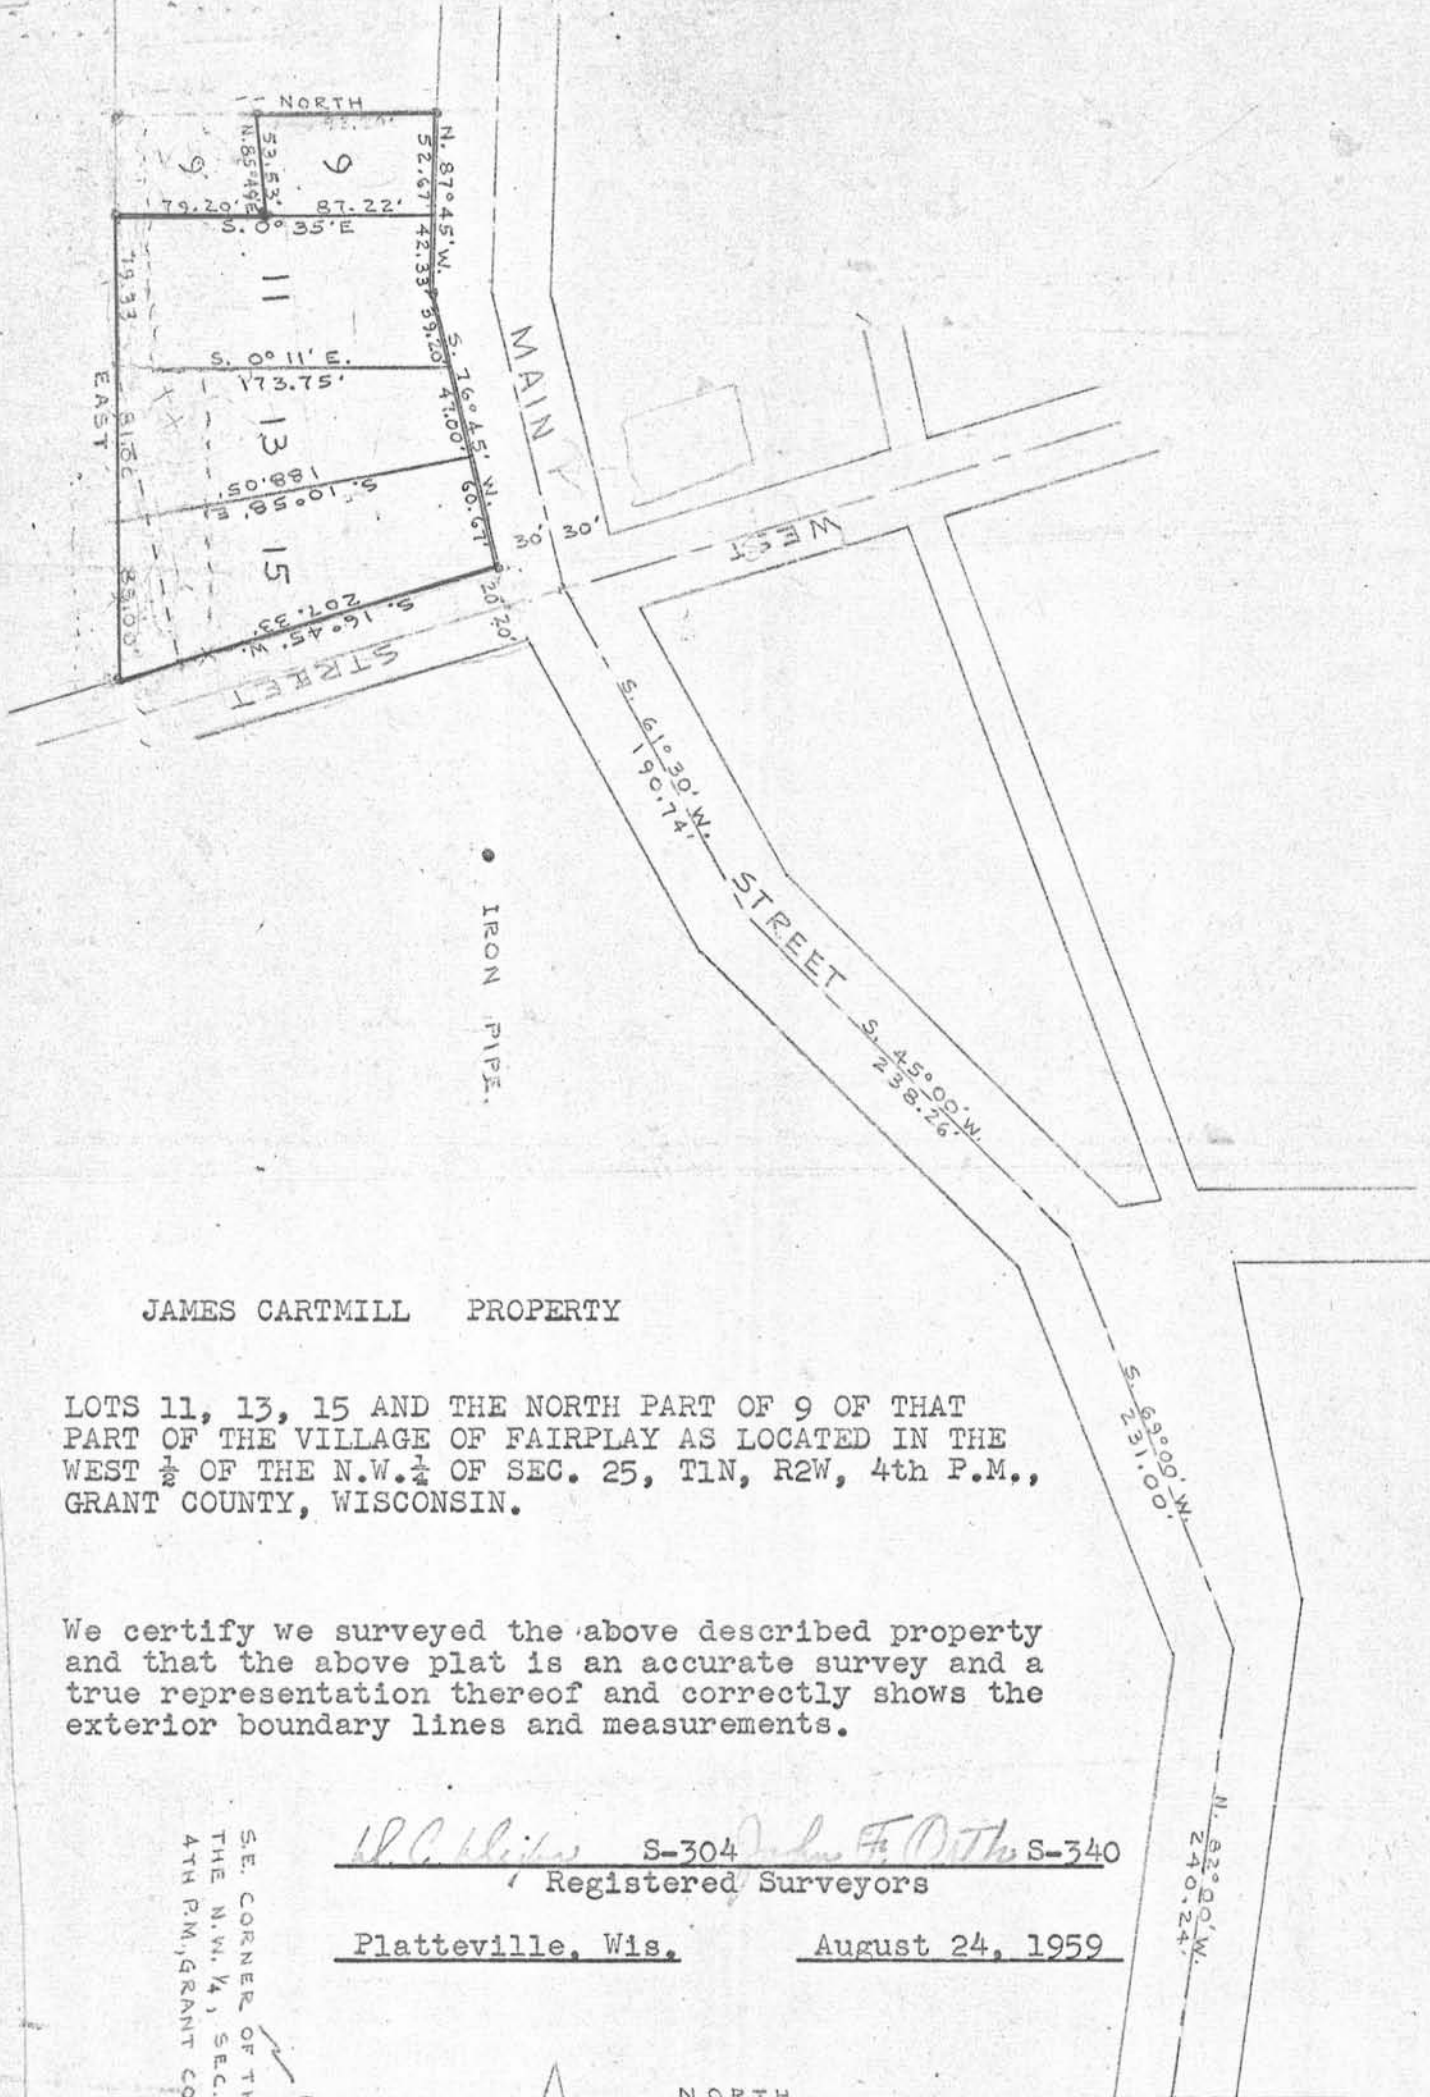 NORTH
9
9
N. 85°49'E
53.53'
N. 87°45'W.
52.67
42.33'
79.20'
87.22'
S. 0° 35'E
11
79.33
39.20'
S. 76°45' W.
47.00'
60.67'
S. 0° 11' E.
173.75'
EAST
13
188.05'
S. 10°58' E
15
207.33'
S. 16°45' W.
MAIN
30' 30'
WEST
20' 20'
STREET
S. 61°30' W.
190.74'
STREET
• IRON PIPE.
S. 45°00' W.
238.26'
JAMES CARTMILL PROPERTY
LOTS 11, 13, 15 AND THE NORTH PART OF 9 OF THAT
PART OF THE VILLAGE OF FAIRPLAY AS LOCATED IN THE
WEST ½ OF THE N.W.¼ OF SEC. 25, T1N, R2W, 4th P.M.,
GRANT COUNTY, WISCONSIN.
S. 69°00' W.
231.00'
We certify we surveyed the above described property
and that the above plat is an accurate survey and a
true representation thereof and correctly shows the
exterior boundary lines and measurements.
S-304 John F. Orth S-340
Registered Surveyors
Platteville, Wis. August 24, 1959
N. 82°00' W.
240.24'
S.E. CORNER OF
THE N.W. ¼, SEC.
4TH P.M., GRANT